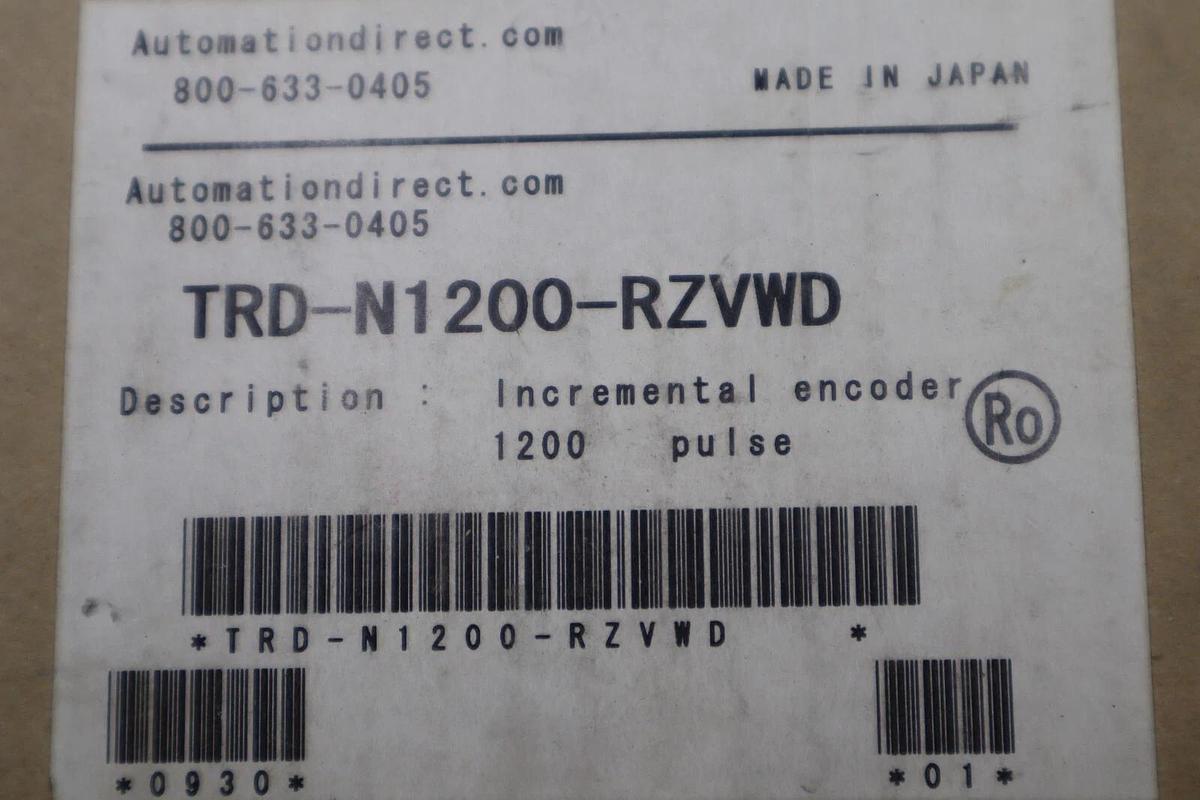 Automationdirect.com
800-633-0405
MADE IN JAPAN
Automationdirect.com
800-633-0405
TRD-N1200-RZVWD
Description : Incremental encoder
1200 pulse
Ro
*TRD-N1200-RZVWD *
*0930*
*01*